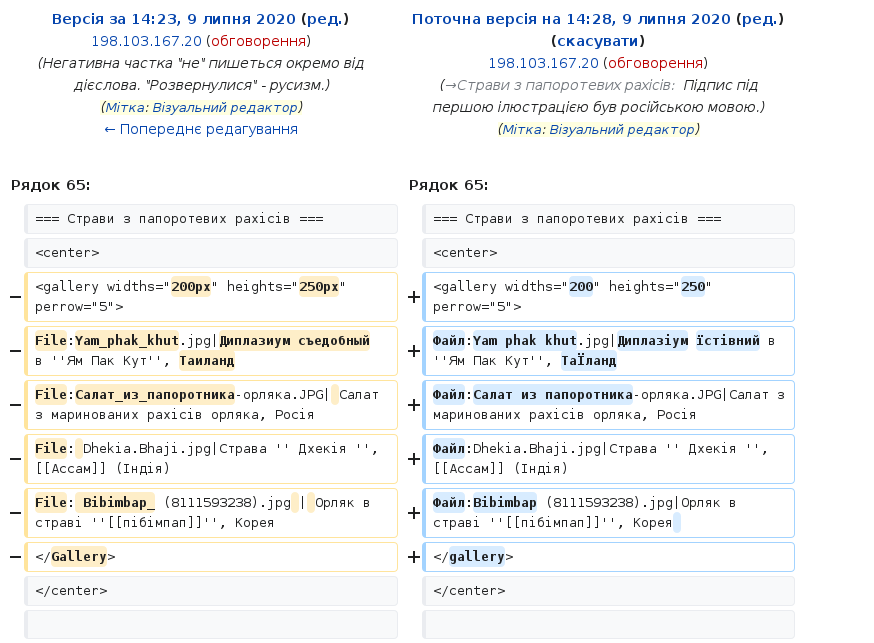 Версія за 14:23, 9 липня 2020 (ред.)
198.103.167.20 (обговорення)
(Негативна частка "не" пишеться окремо від
дієслова. "Розвернулися" - русизм.)
(Мітка: Візуальний редактор)
← Попереднє редагування
Поточна версія на 14:28, 9 липня 2020 (ред.)
(скасувати)
198.103.167.20 (обговорення)
(→Страви з папоротевих рахісів: Підпис під
першою ілюстрацією був російською мовою.)
(Мітка: Візуальний редактор)
Рядок 65:
Рядок 65:
=== Страви з папоротевих рахісів ===
=== Страви з папоротевих рахісів ===
<center>
<center>
− <gallery widths="200px" heights="250px"
perrow="5">
+ <gallery widths="200" heights="250"
perrow="5">
− File:Yam_phak_khut.jpg|Диплазиум съедобный
в ''Ям Пак Кут'', Таиланд
+ Файл:Yam phak khut.jpg|Диплазіум їстівний в
''Ям Пак Кут'', ТаЇланд
− File:Салат_из_папоротника-орляка.JPG| Салат
з маринованих рахісів орляка, Росія
+ Файл:Салат из папоротника-орляка.JPG|Салат з
маринованих рахісів орляка, Росія
− File: Dhekia.Bhaji.jpg|Страва '' Дхекія '',
[[Ассам]] (Індія)
+ Файл:Dhekia.Bhaji.jpg|Страва '' Дхекія '',
[[Ассам]] (Індія)
− File: Bibimbap_ (8111593238).jpg | Орляк в
страві ''[[пібімпап]]'', Корея
+ Файл:Bibimbap (8111593238).jpg|Орляк в
страві ''[[пібімпап]]'', Корея
− </Gallery>
+ </gallery>
</center>
</center>